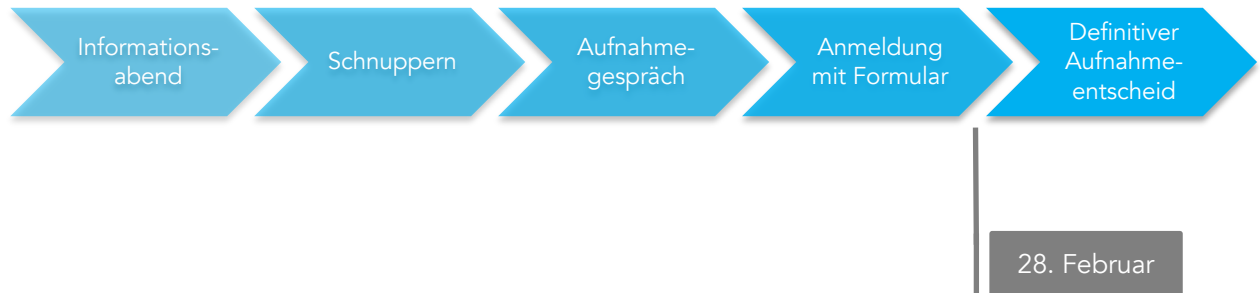 Informations-
abend
Schnuppern
Aufnahme-
gespräch
Anmeldung
mit Formular
Definitiver
Aufnahme-
entscheid
28. Februar